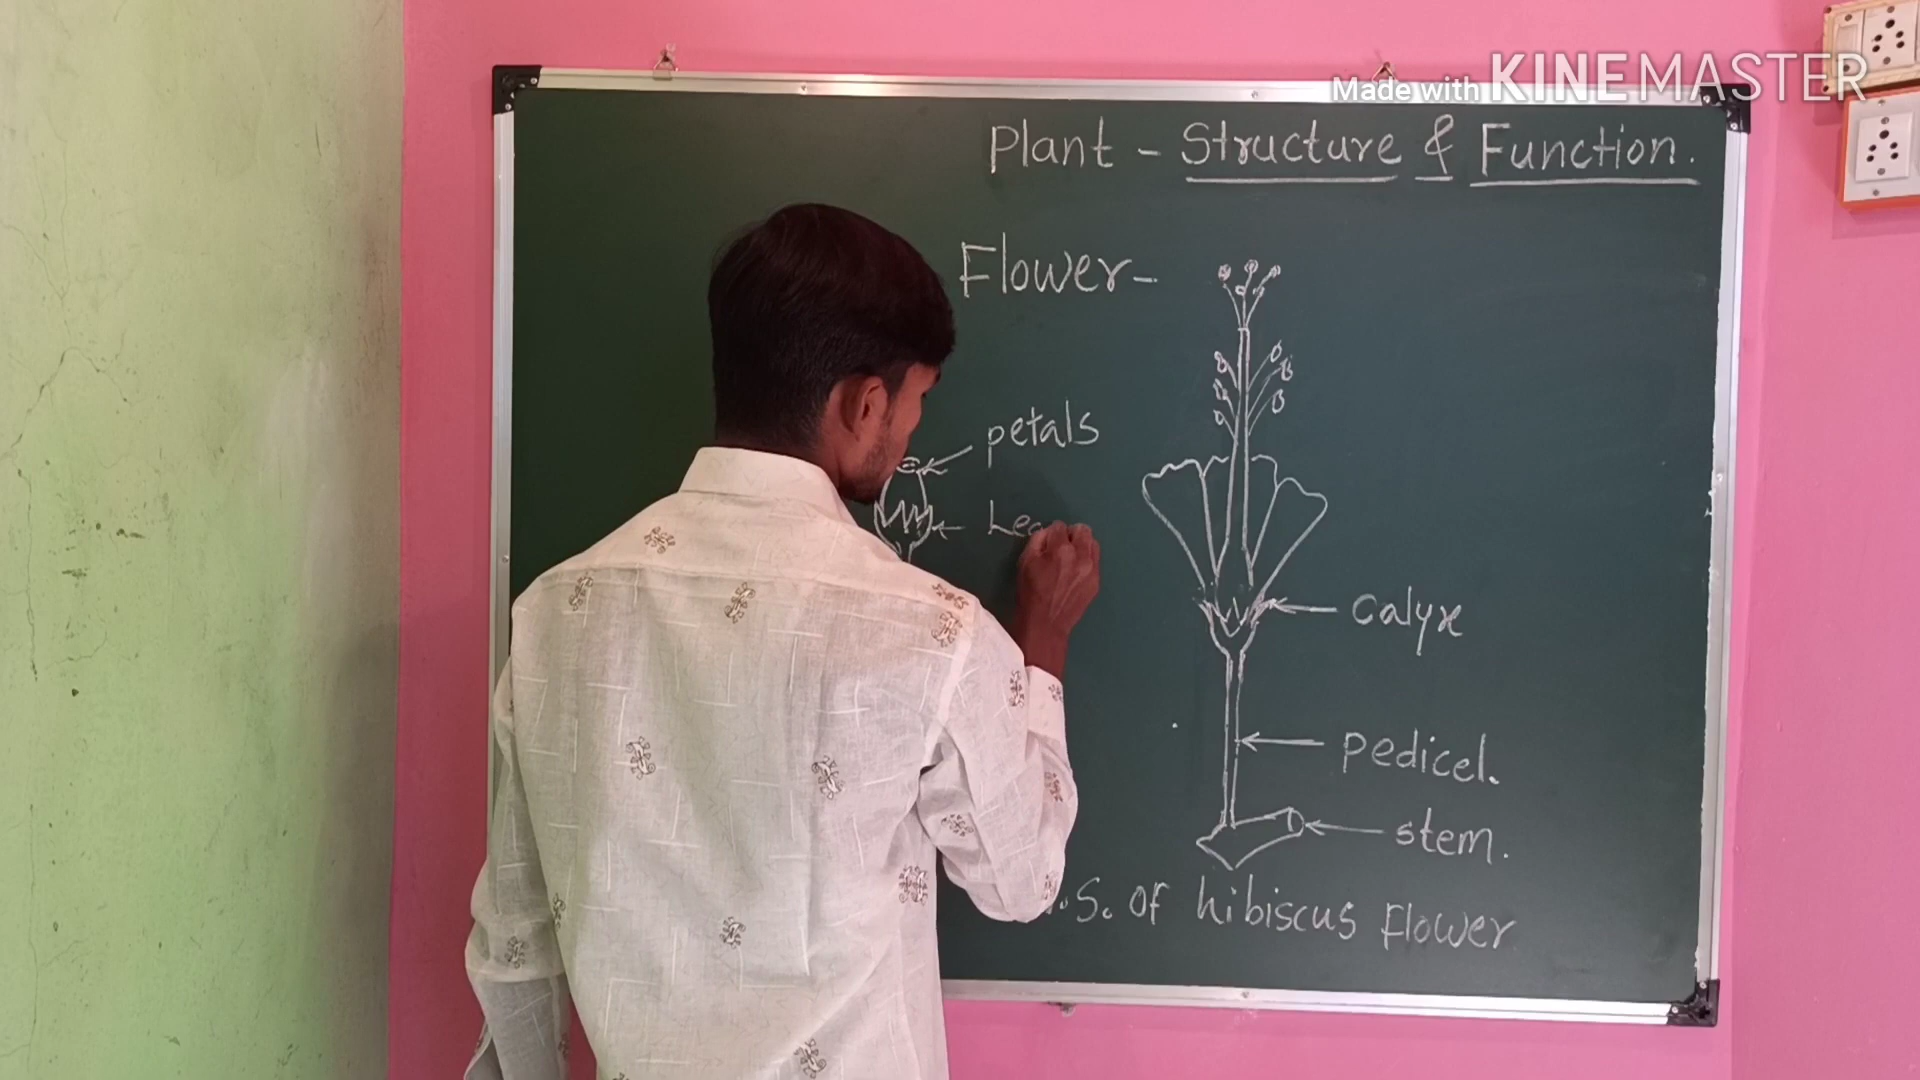 Made with KINEMASTER
Plant - Structure & Function.
Flower -
petals
calyx
pedicel.
stem.
.S. of hibiscus flower